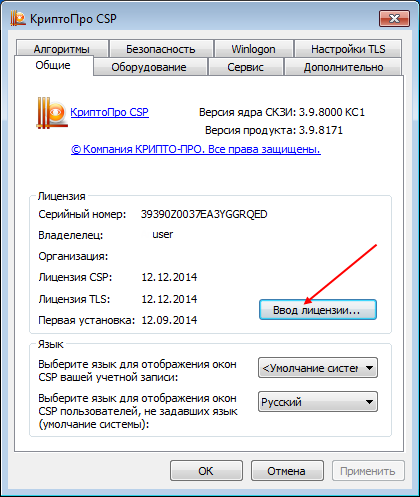 КриптоПро CSP
Алгоритмы Безопасность Winlogon Настройки TLS
Общие Оборудование Сервис Дополнительно
КриптоПро CSP
Версия ядра СКЗИ: 3.9.8000 КС1
Версия продукта: 3.9.8171
© Компания КРИПТО-ПРО. Все права защищены.
Лицензия
Серийный номер: 39390Z0037EA3YGGRQED
Владелелец: user
Организация:
Лицензия CSP: 12.12.2014
Лицензия TLS: 12.12.2014
Ввод лицензии...
Первая установка: 12.09.2014
Язык
Выберите язык для отображения окон
CSP вашей учетной записи:
<Умолчание систем
Выберите язык для отображения окон
CSP пользователей, не задавших язык
(умолчание системы):
Русский
ОК Отмена Применить